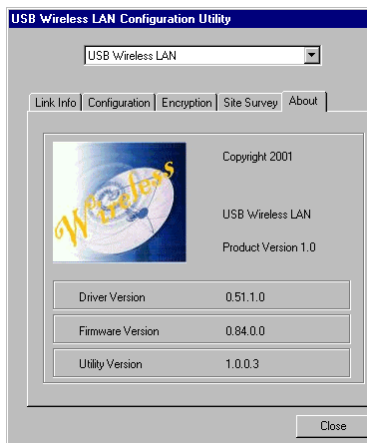 USB Wireless LAN Configuration Utility
USB Wireless LAN
Link Info Configuration Encryption Site Survey About
Wireless
Copyright 2001
USB Wireless LAN
Product Version 1.0
Driver Version 0.51.1.0
Firmware Version 0.84.0.0
Utility Version 1.0.0.3
Close